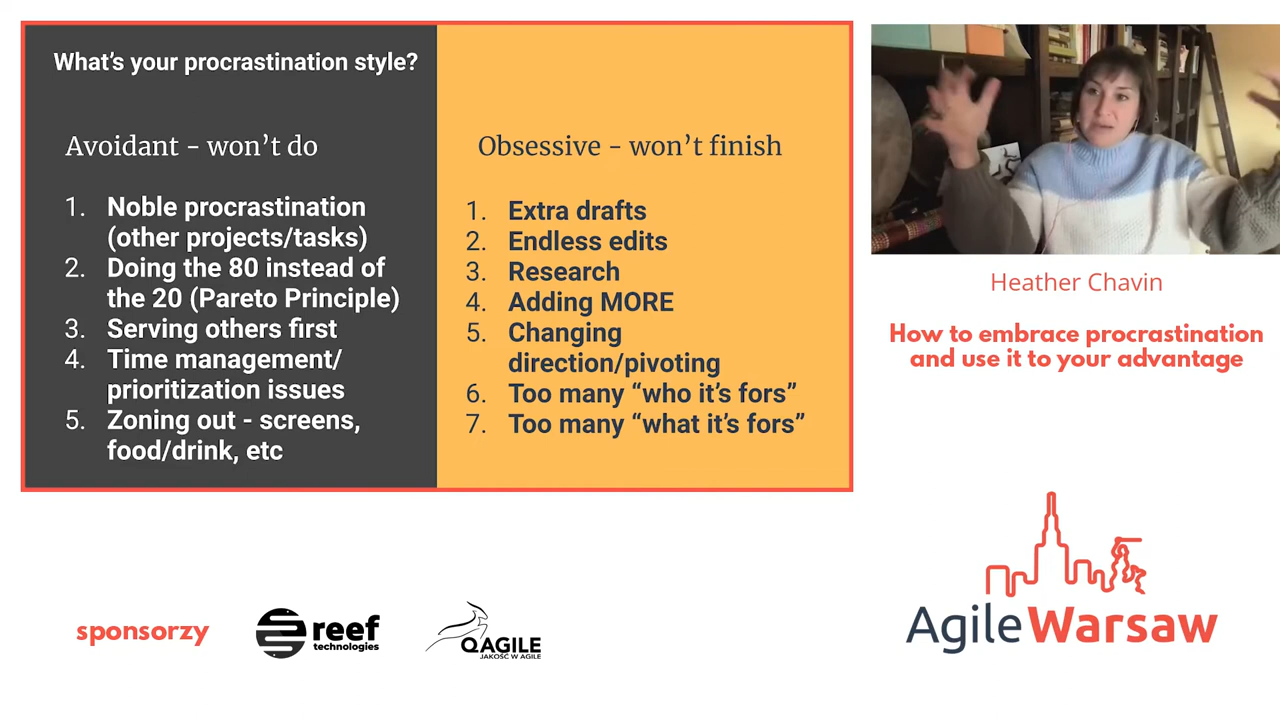 What's your procrastination style?
Avoidant - won't do
1. Noble procrastination
(other projects/tasks)
2. Doing the 80 instead of
the 20 (Pareto Principle)
3. Serving others first
4. Time management/
prioritization issues
5. Zoning out - screens,
food/drink, etc
Obsessive - won't finish
1. Extra drafts
2. Endless edits
3. Research
4. Adding MORE
5. Changing
direction/pivoting
6. Too many “who it's fors”
7. Too many “what it's fors”
Heather Chavin
How to embrace procrastination
and use it to your advantage
AgileWarsaw
sponsorzy
reef
technologies
QAGILE
JAKOŚĆ W AGILE